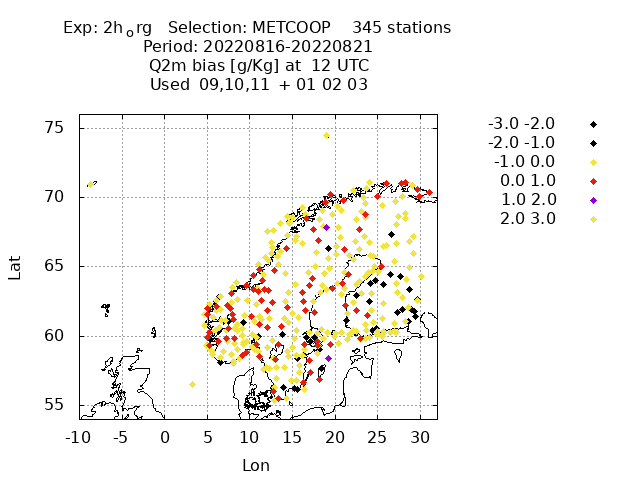 Exp: 2hₒrg Selection: METCOOP 345 stations
Period: 20220816-20220821
Q2m bias [g/Kg] at 12 UTC
Used 09,10,11 + 01 02 03
-3.0 -2.0
-2.0 -1.0
-1.0 0.0
0.0 1.0
1.0 2.0
2.0 3.0
75
70
65
60
55
Lat
-10 -5 0 5 10 15 20 25 30
Lon